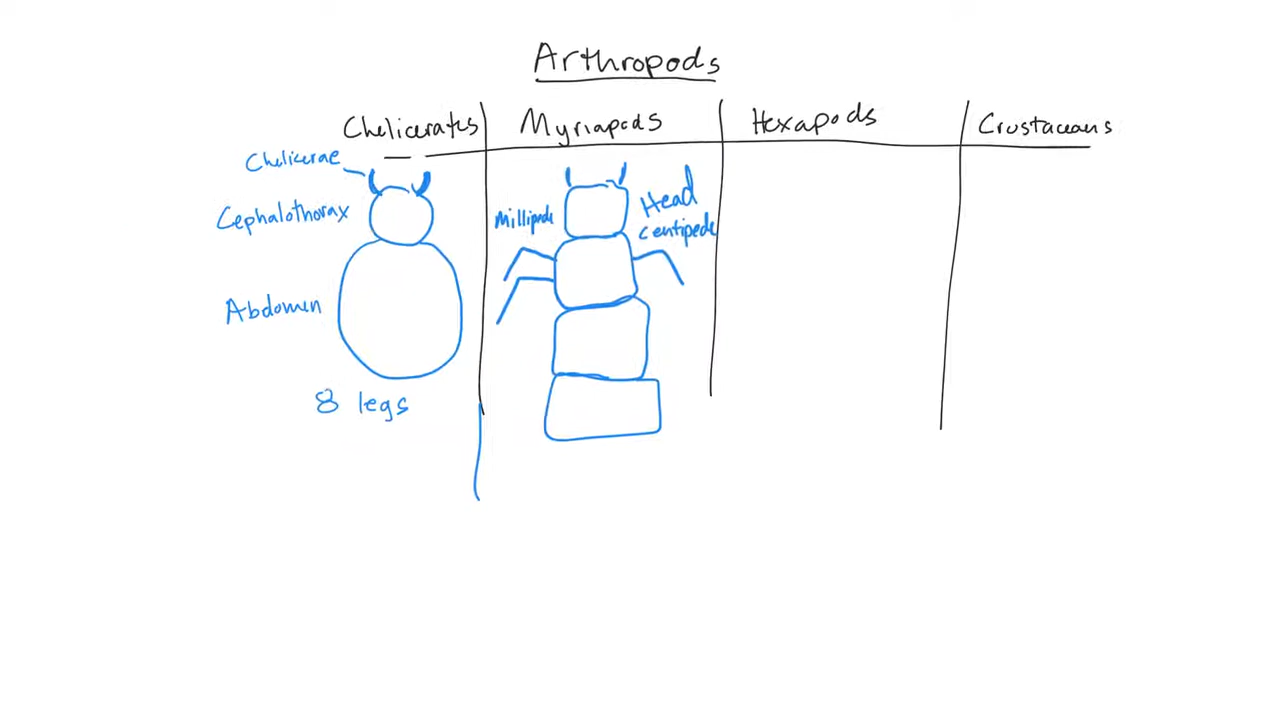 Arthropods
Chelicerates
Myriapods
Hexapods
Crustaceans
Chelicerae
Cephalothorax
Abdomen
8 legs
Millipede
Head
Centipede